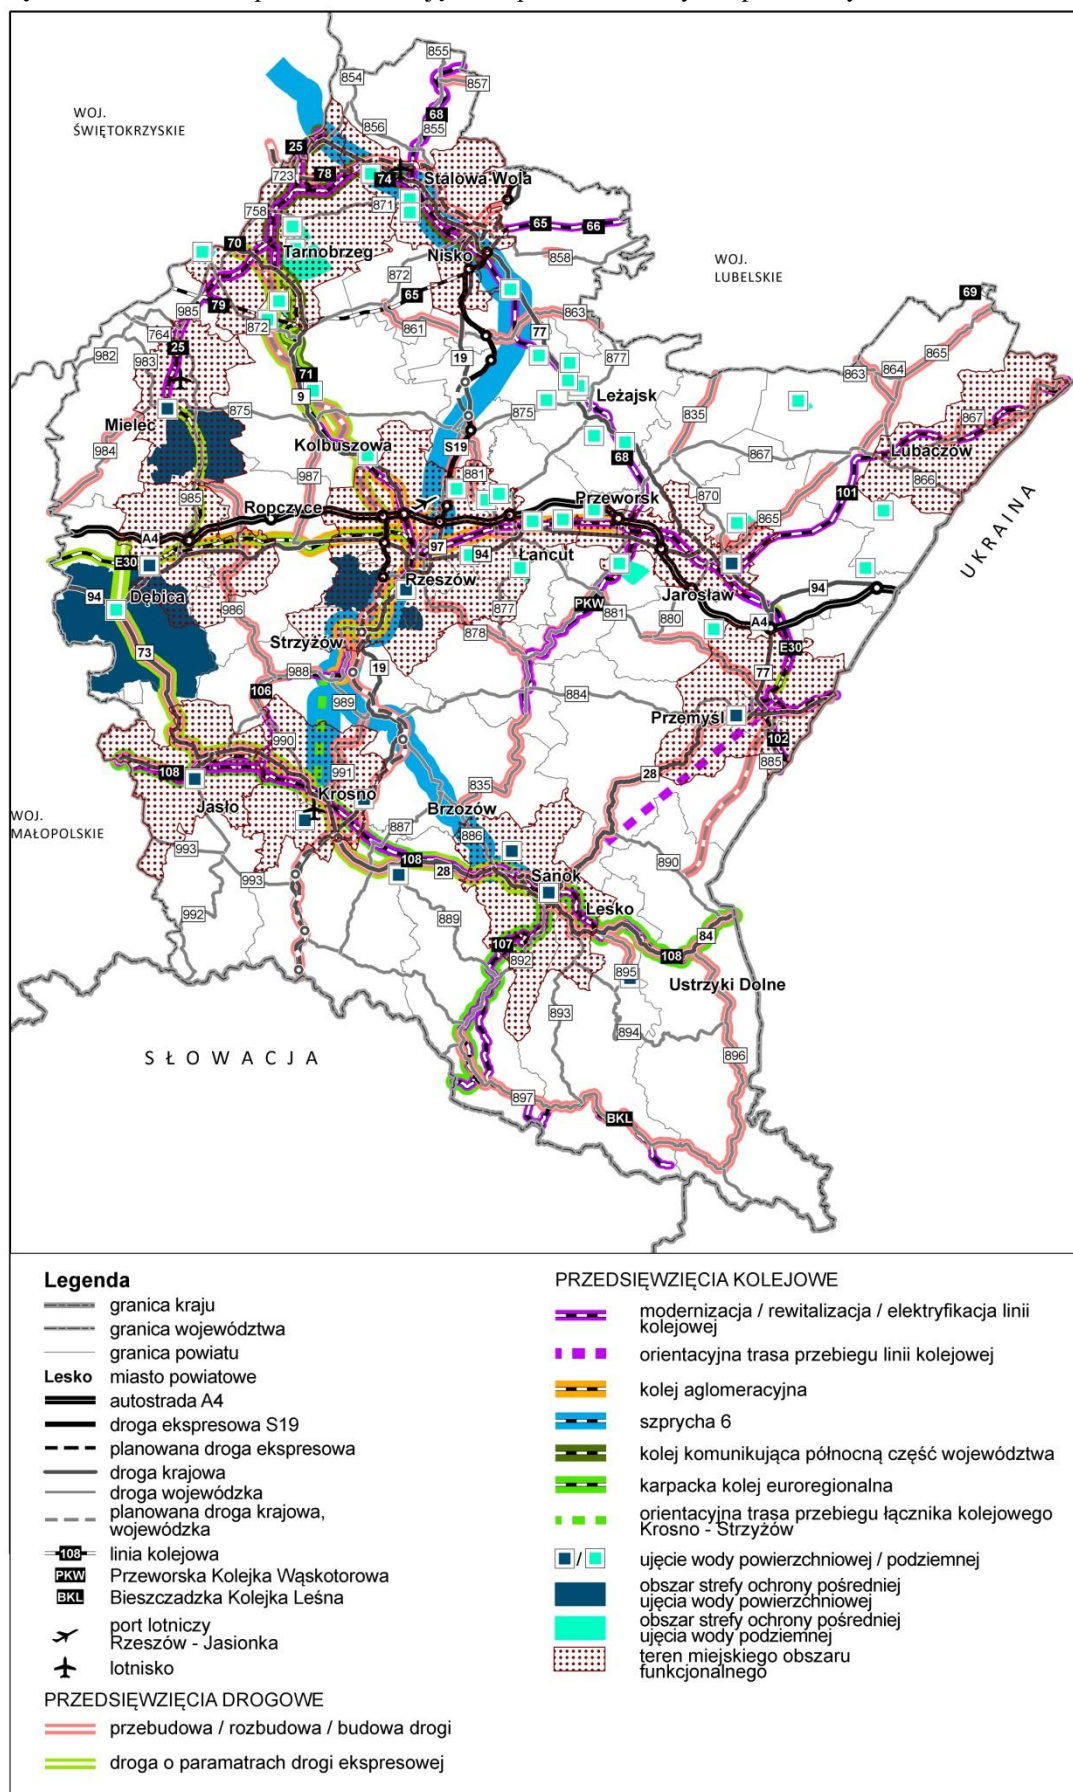 WOJ.
ŚWIĘTOKRZYSKIE
854
855
857
68
855
856
25
723
78
74
Stalowa Wola
758
871
65
66
70
Tarnobrzeg
Nisko
858
872
65
WOJ.
LUBELSKIE
69
79
985
872
861
77
863
764
982
983
25
19
877
863
864
865
71
9
875
Leżajsk
835
Mielec
875
867
Kolbuszowa
S19
68
867
Lubaczów
984
987
881
870
101
866
985
Ropczyce
Przeworsk
865
A4
97
94
Łańcut
E30
Rzeszów
Jarosław
UKRAINA
94
Dębica
986
877
PKW
881
880
94
A4
878
E30
Strzyżów
73
988
19
77
106
989
884
Przemyśl
990
102
885
108
991
28
Krosno
835
Jasło
Brzozów
WOJ.
MAŁOPOLSKIE
887
886
993
108
28
890
993
Sanok
992
889
Lesko
84
107
892
108
895
Ustrzyki Dolne
893
894
SŁOWACJA
896
897
BKL
Legenda
granica kraju
granica województwa
granica powiatu
Lesko miasto powiatowe
autostrada A4
droga ekspresowa S19
planowana droga ekspresowa
droga krajowa
droga wojewódzka
planowana droga krajowa,
wojewódzka
108 linia kolejowa
PKW Przeworska Kolejka Wąskotorowa
BKL Bieszczadzka Kolejka Leśna
port lotniczy
Rzeszów - Jasionka
lotnisko
PRZEDSIĘWZIĘCIA DROGOWE
przebudowa / rozbudowa / budowa drogi
droga o paramatrach drogi ekspresowej
PRZEDSIĘWZIĘCIA KOLEJOWE
modernizacja / rewitalizacja / elektryfikacja linii
kolejowej
orientacyjna trasa przebiegu linii kolejowej
kolej aglomeracyjna
szprycha 6
kolej komunikująca północną część województwa
karpacka kolej euroregionalna
orientacyjna trasa przebiegu łącznika kolejowego
Krosno - Strzyżów
/ ujęcie wody powierzchniowej / podziemnej
obszar strefy ochrony pośredniej
ujęcia wody powierzchniowej
obszar strefy ochrony pośredniej
ujęcia wody podziemnej
teren miejskiego obszaru
funkcjonalnego